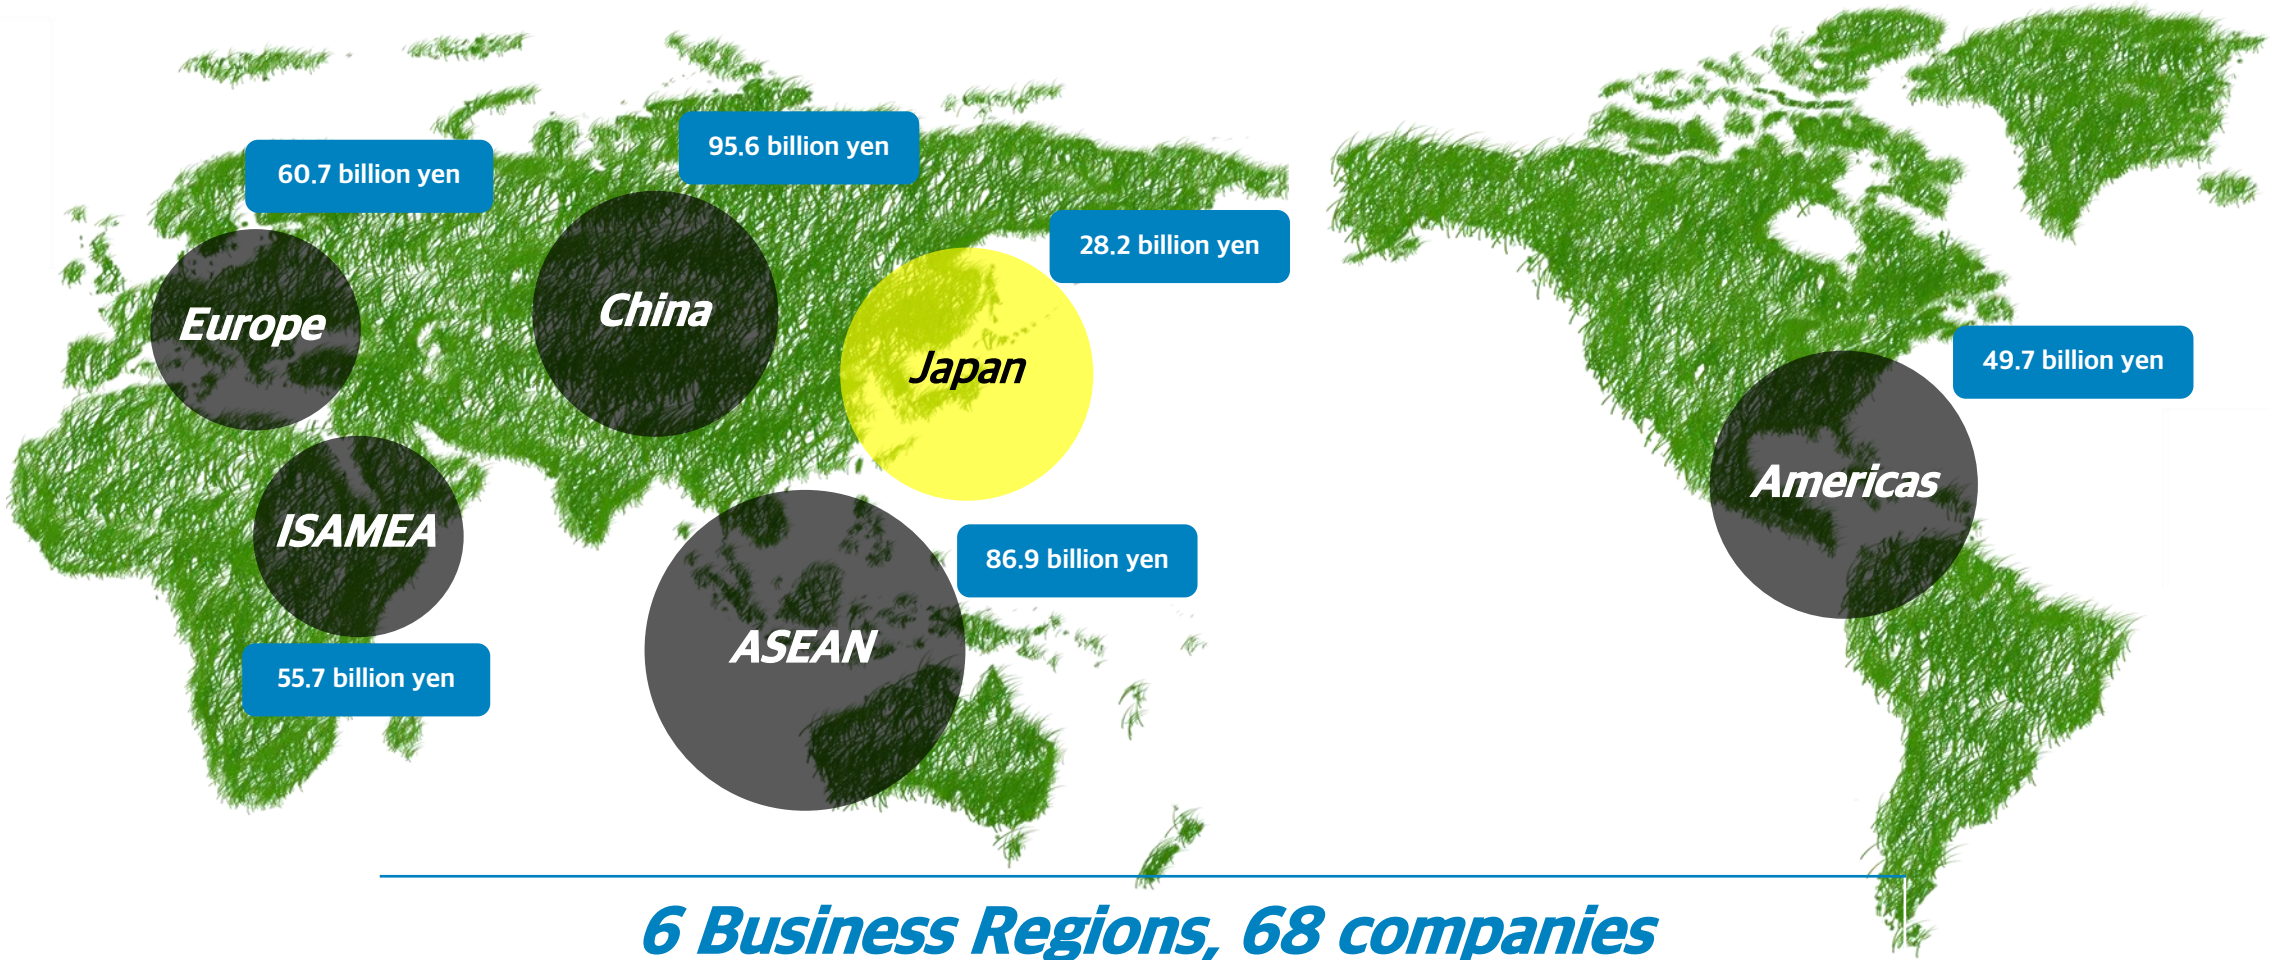 95.6 billion yen
60.7 billion yen
28.2 billion yen
China
Europe
Japan
49.7 billion yen
Americas
ISAMEA
86.9 billion yen
ASEAN
55.7 billion yen
6 Business Regions, 68 companies